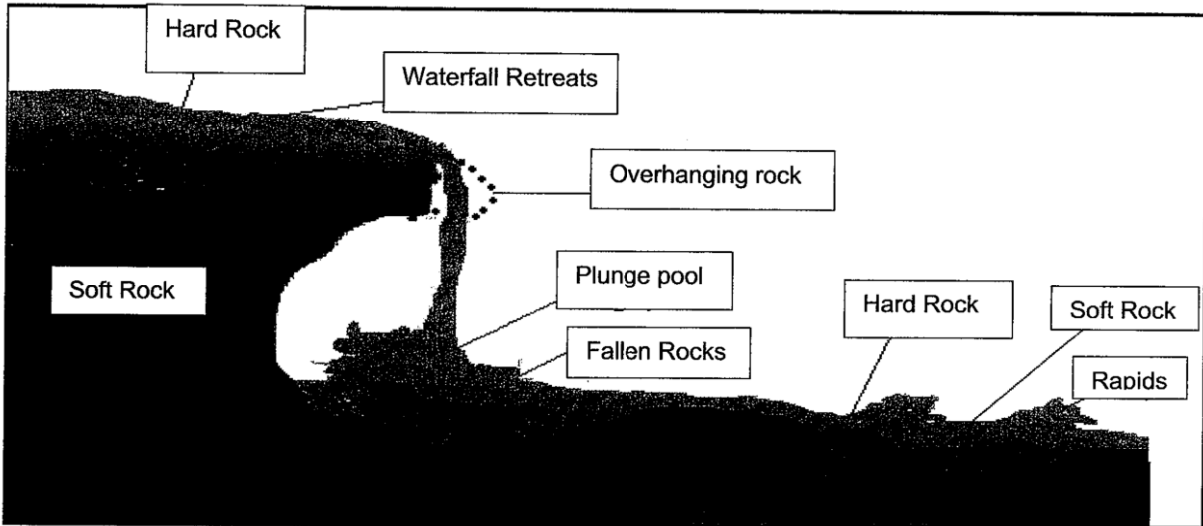 Hard Rock
Waterfall Retreats
Overhanging rock
Soft Rock
Plunge pool
Hard Rock
Soft Rock
Fallen Rocks
Rapids